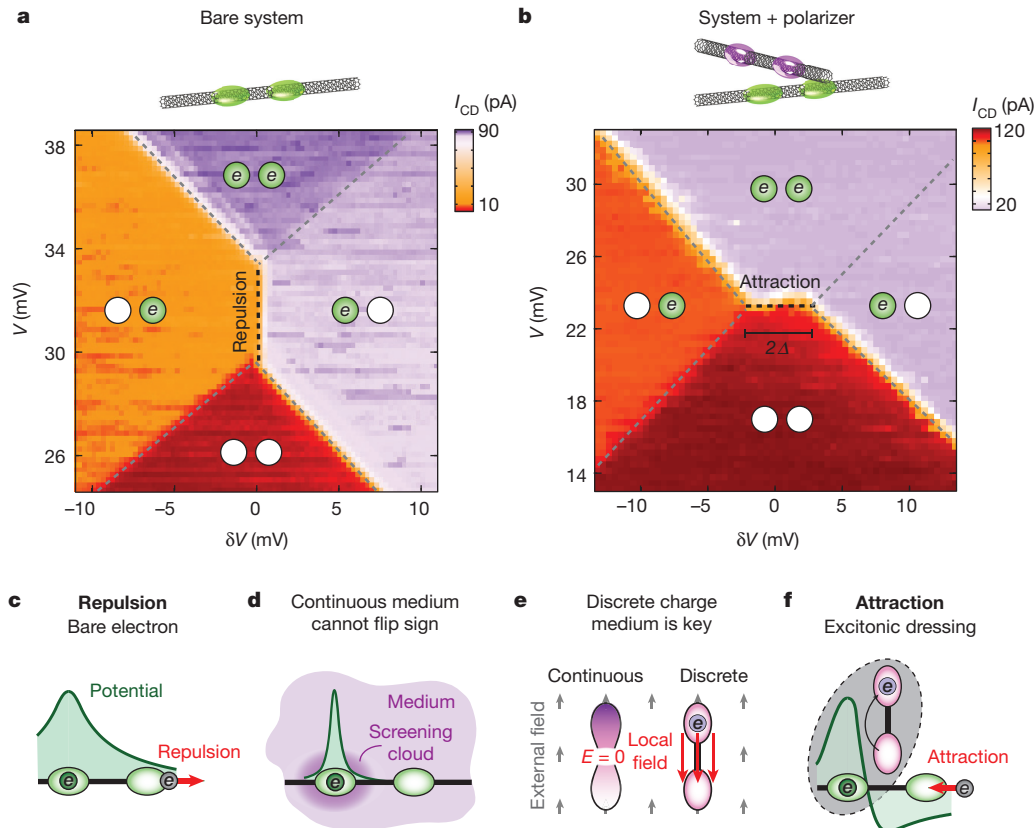 a Bare system
I_CD (pA)
90
10
38
34
30
26
V (mV)
e e
e
e
Repulsion
−10 −5 0 5 10
δV (mV)
b System + polarizer
I_CD (pA)
120
20
30
26
22
18
14
V (mV)
e e
Attraction
e
e
2Δ
−10 −5 0 5 10
δV (mV)
c Repulsion
Bare electron
Potential
Repulsion
e
e
d Continuous medium
cannot flip sign
Medium
Screening
cloud
e
e Discrete charge
medium is key
Continuous Discrete
External field
e
E = 0
Local
field
f Attraction
Excitonic dressing
e
Attraction
e
e